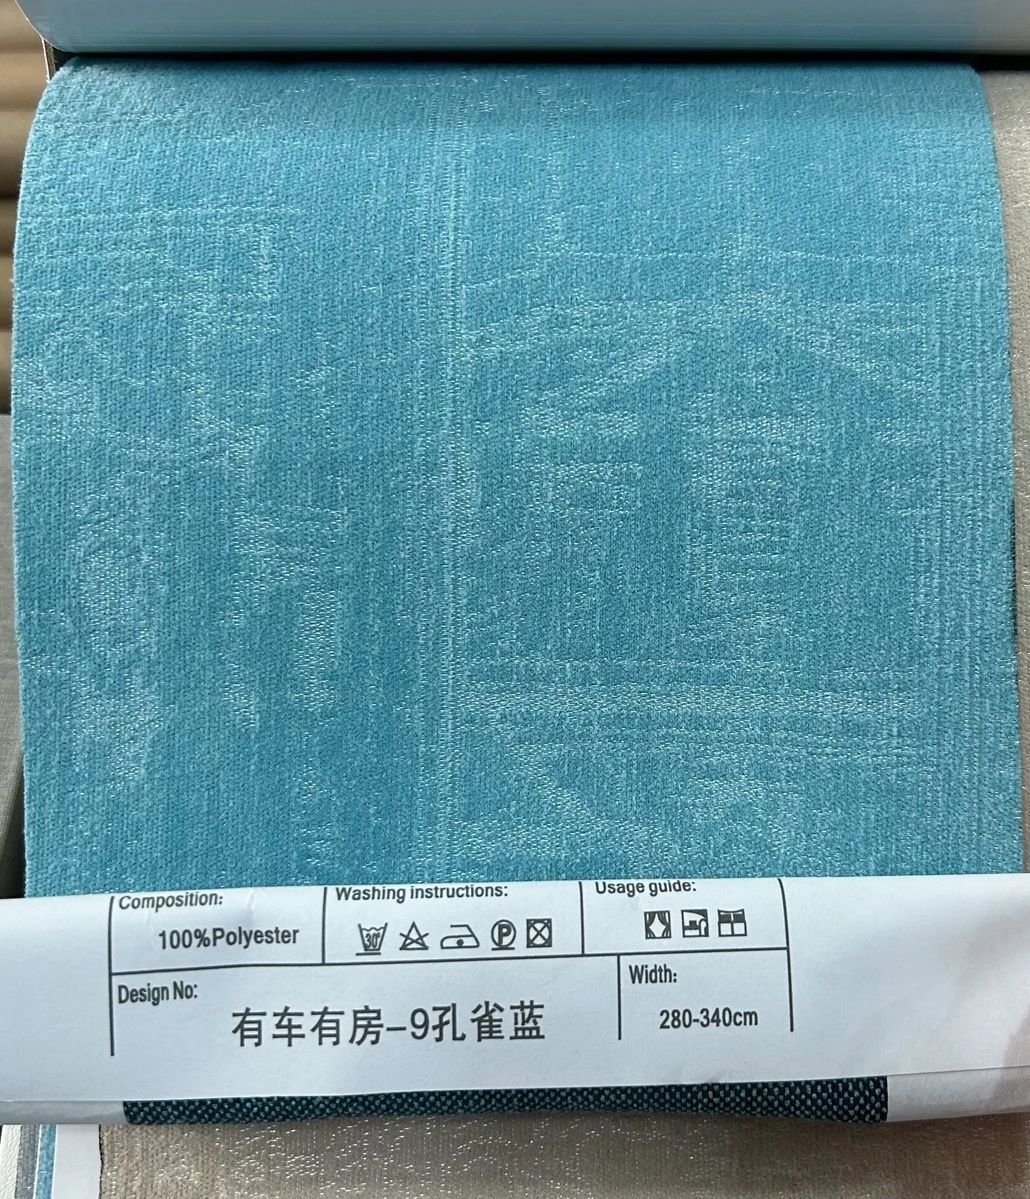 Composition:
100%Polyester
Washing instructions:
30°
P
Usage guide:
Design No:
有车有房-9孔雀蓝
Width:
280-340cm